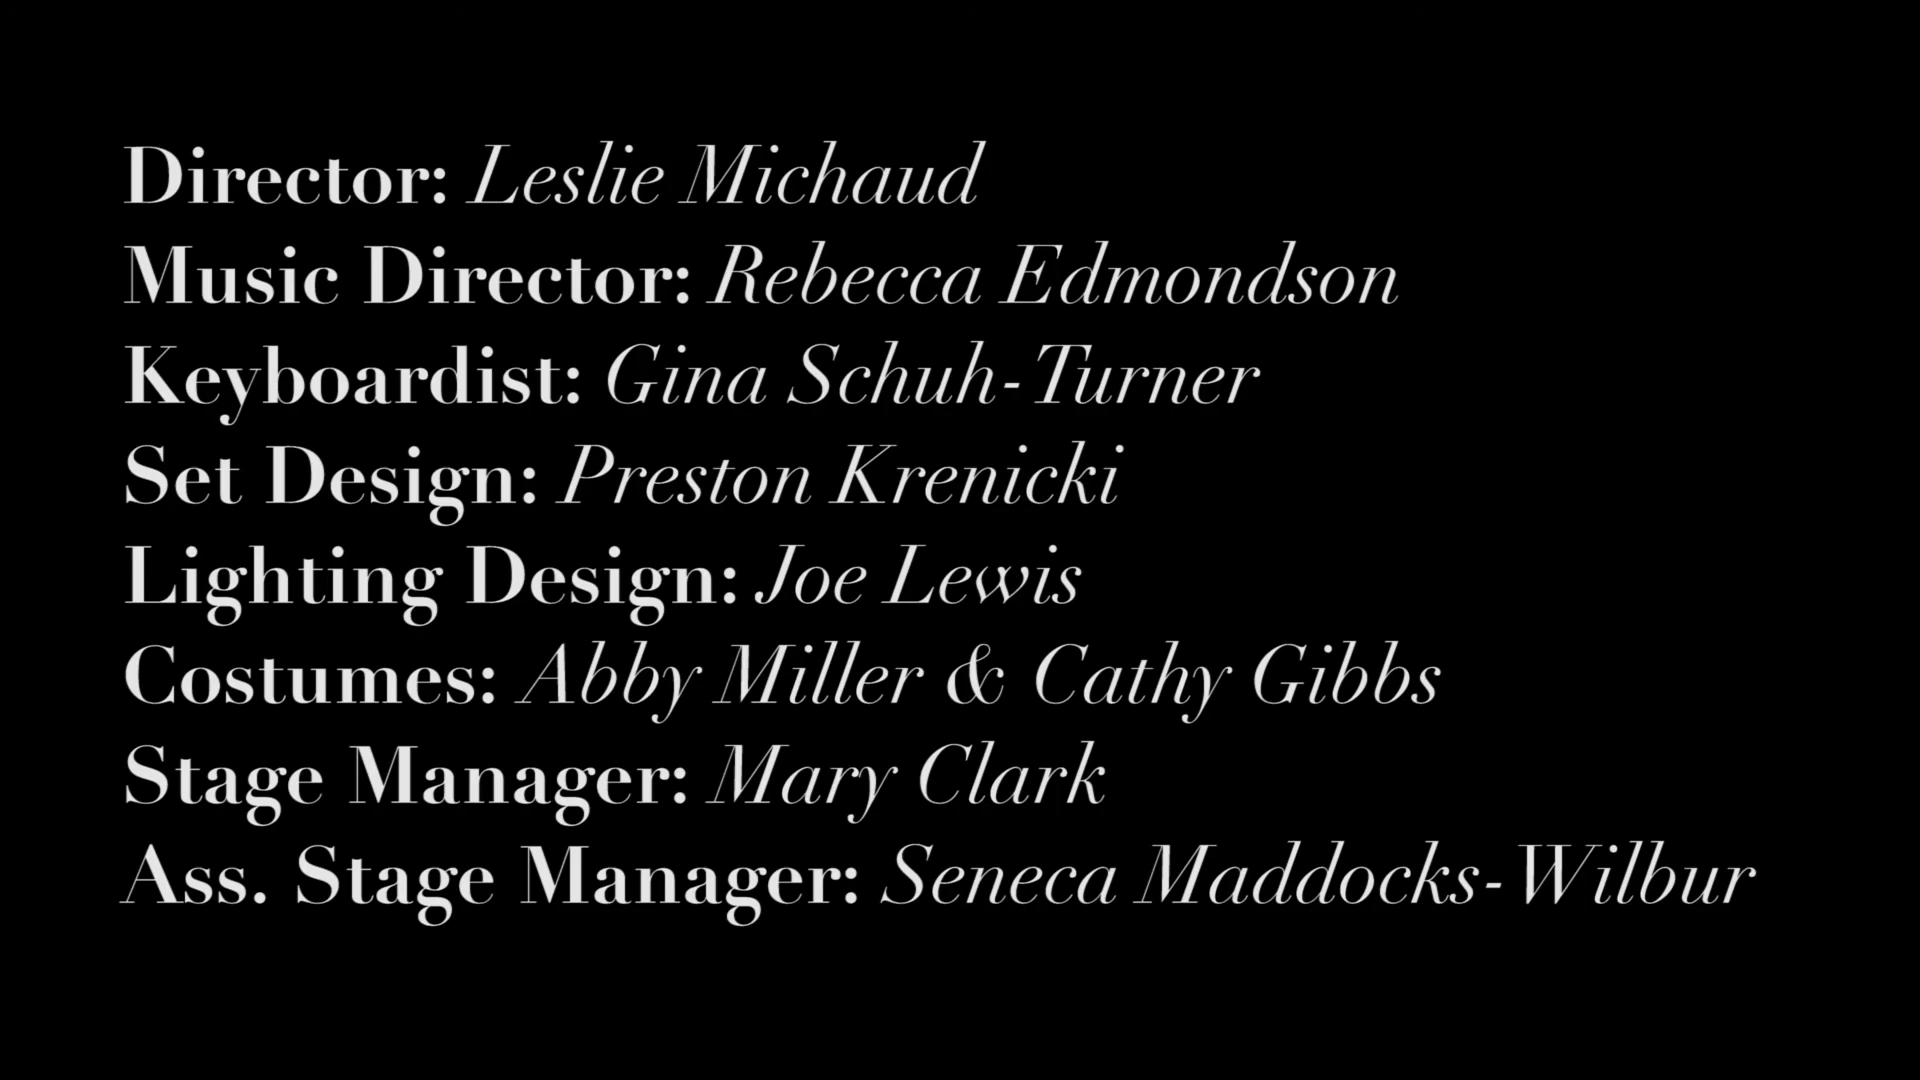 Director: Leslie Michaud
Music Director: Rebecca Edmondson
Keyboardist: Gina Schuh-Turner
Set Design: Preston Krenicki
Lighting Design: Joe Lewis
Costumes: Abby Miller & Cathy Gibbs
Stage Manager: Mary Clark
Ass. Stage Manager: Seneca Maddocks-Wilbur